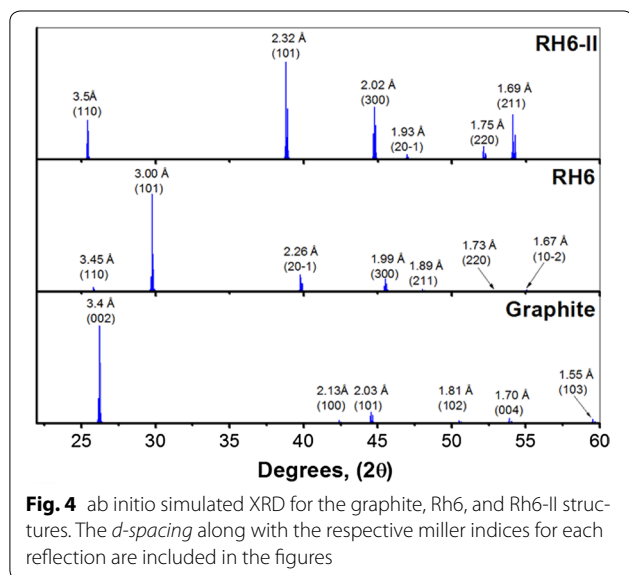 RH6-II
2.32 Å
(101)
3.5Å
(110)
2.02 Å
(300)
1.93 Å
(20-1)
1.75 Å
(220)
1.69 Å
(211)
RH6
3.00 Å
(101)
3.45 Å
(110)
2.26 Å
(20-1)
1.99 Å
(300)
1.89 Å
(211)
1.73 Å
(220)
1.67 Å
(10-2)
Graphite
3.4 Å
(002)
2.13Å
(100)
2.03 Å
(101)
1.81 Å
(102)
1.70 Å
(004)
1.55 Å
(103)
25 30 35 40 45 50 55 60
Degrees, (2θ)
Fig. 4 ab initio simulated XRD for the graphite, Rh6, and Rh6-II struc-
tures. The d-spacing along with the respective miller indices for each
reflection are included in the figures